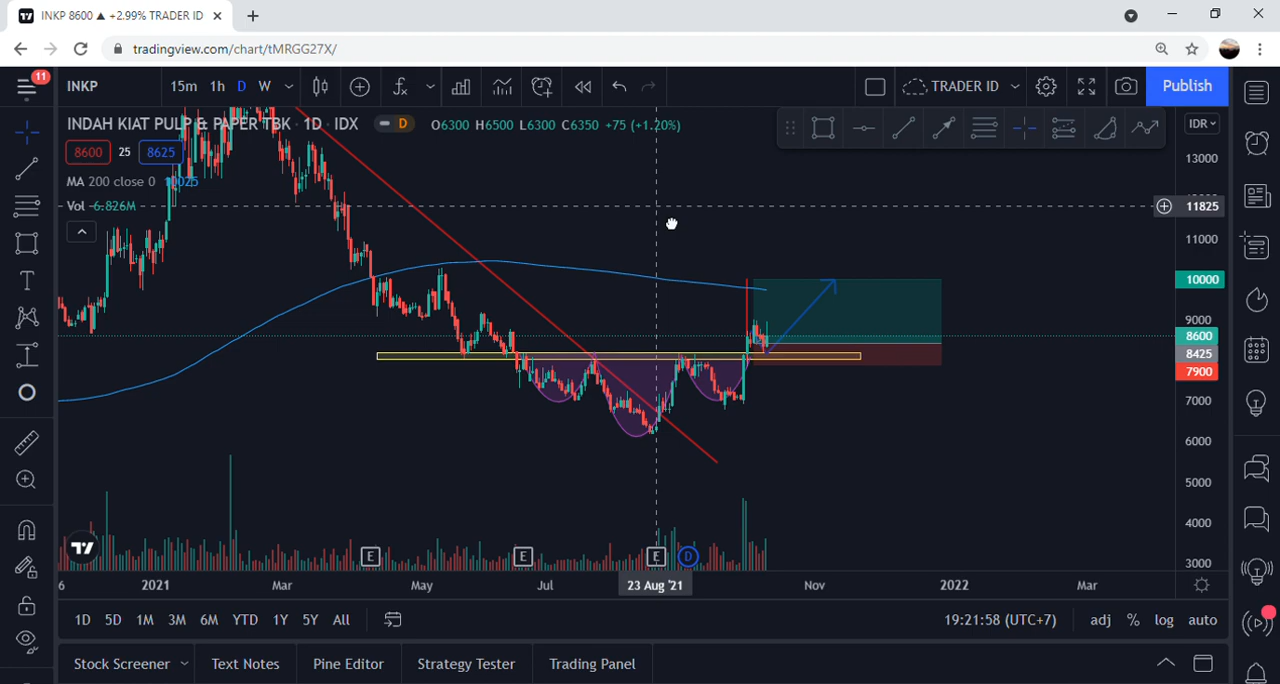 INKP 8600 ▲ +2.99% TRADER ID
tradingview.com/chart/tMRGG27X/
11
INKP
15m 1h D W
TRADER ID
Publish
INDAH KIAT PULP & PAPER TBK · 1D · IDX
D
O6300 H6500 L6300 C6350 +75 (+1.20%)
IDR
8600 25 8625
MA 200 close 0 10025
Vol 6.826M
13000
11825
11000
10000
9000
8600
8425
7900
7000
6000
5000
4000
3000
E E E D
6 2021 Mar May Jul 23 Aug '21 Nov 2022 Mar
1D 5D 1M 3M 6M YTD 1Y 5Y All
19:21:58 (UTC+7) adj % log auto
Stock Screener Text Notes Pine Editor Strategy Tester Trading Panel